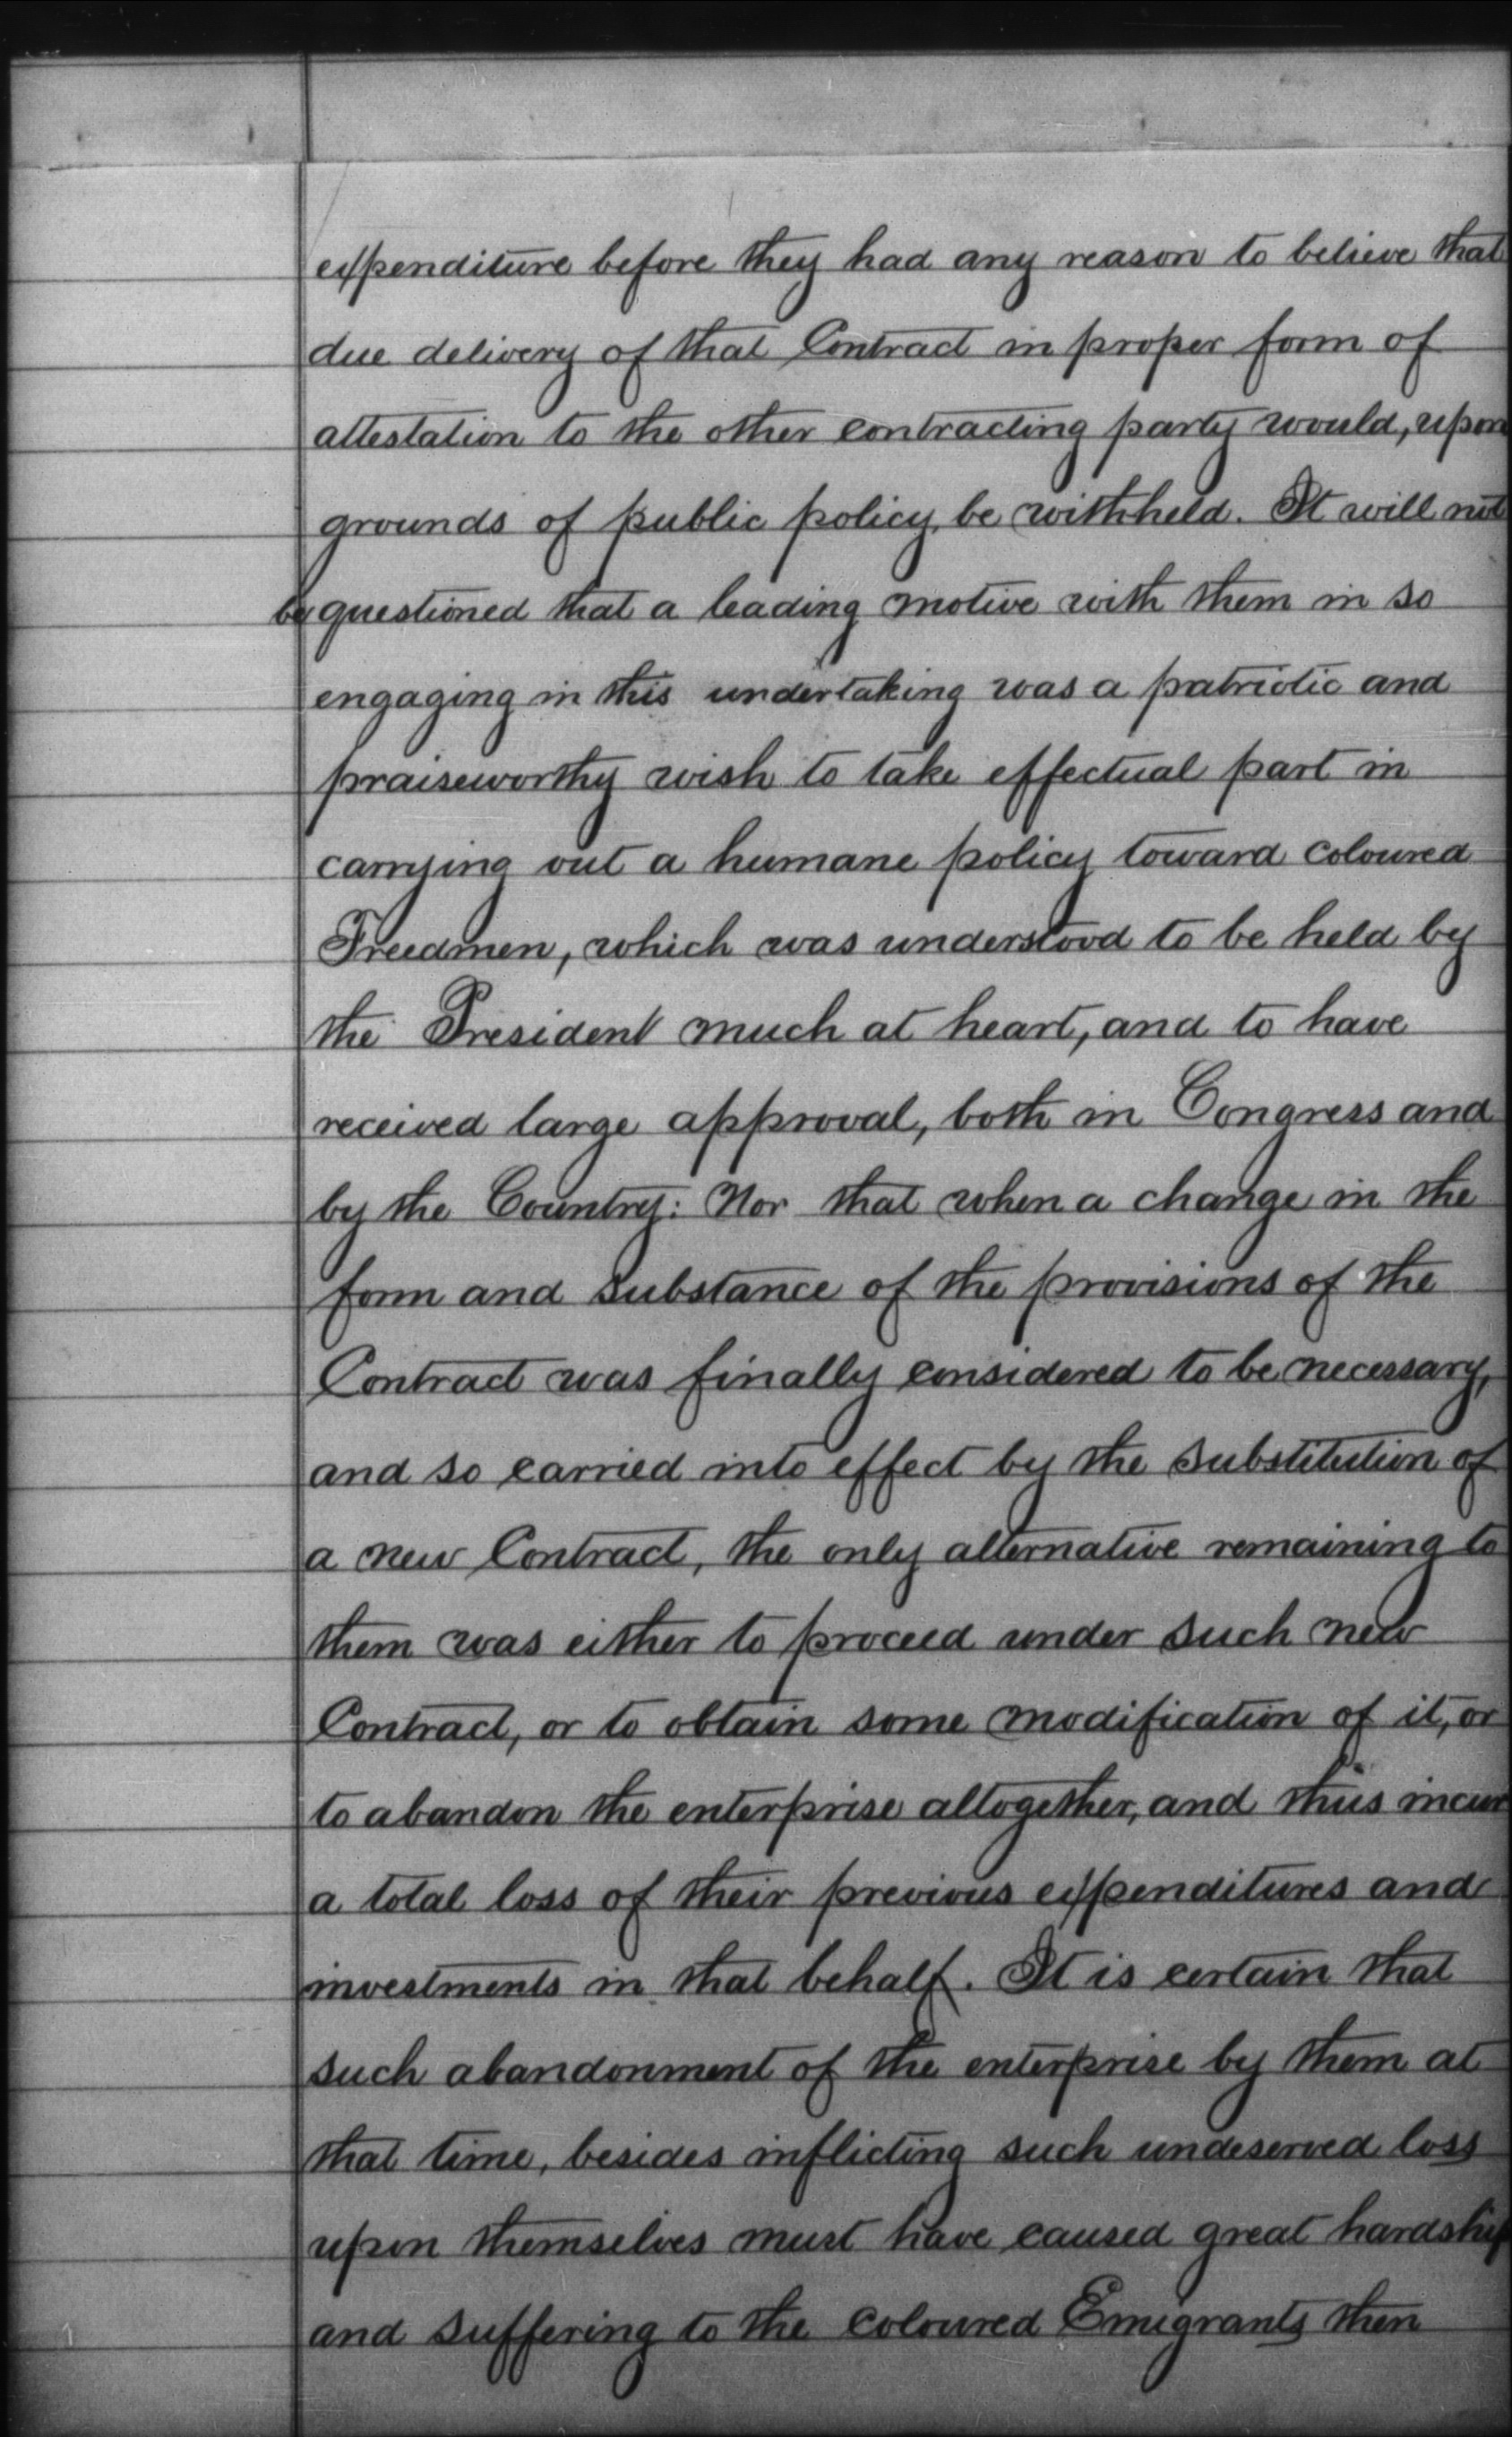 expenditure before they had any reason to believe that
due delivery of that Contract in proper form of
attestation to the other contracting party would, upon
grounds of public policy, be withheld. It will not
be questioned that a leading motive with them in so
engaging in this undertaking was a patriotic and
praiseworthy wish to take effectual part in
carrying out a humane policy toward coloured
Freedmen, which was understood to be held by
the President much at heart, and to have
received large approval, both in Congress and
by the Country: Nor that when a change in the
form and substance of the provisions of the
Contract was finally considered to be necessary,
and so carried into effect by the substitution of
a new Contract, the only alternative remaining to
them was either to proceed under such new
Contract, or to obtain some modification of it, or
to abandon the enterprise altogether, and thus incur
a total loss of their previous expenditures and
investments in that behalf. It is certain that
such abandonment of the enterprise by them at
that time, besides inflicting such undeserved loss
upon themselves must have caused great hardship
and suffering to the coloured Emigrants then